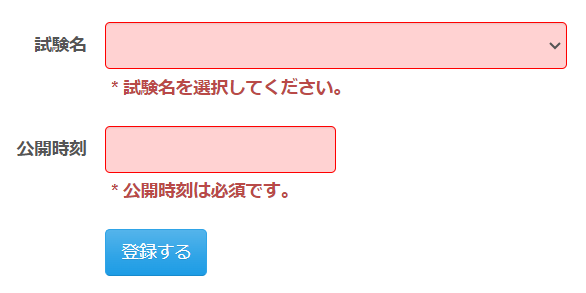 試験名
* 試験名を選択してください。
公開時刻
* 公開時刻は必須です。
登録する